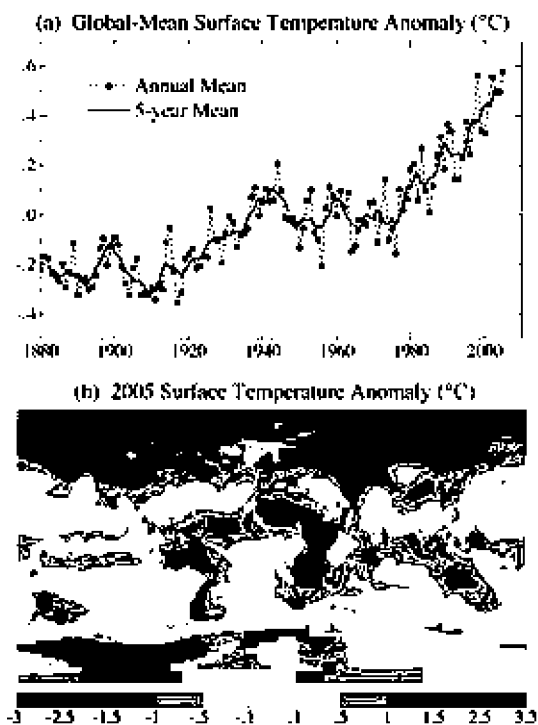 (a) Global-Mean Surface Temperature Anomaly (°C)
.6
Annual Mean
5-year Mean
.4
.2
.0
-.2
-.4
1880 1900 1920 1940 1960 1980 2000
(b) 2005 Surface Temperature Anomaly (°C)
-3 -2.5 -1.5 -1 -.5 -.1 .1 .5 1 1.5 2.5 3.3